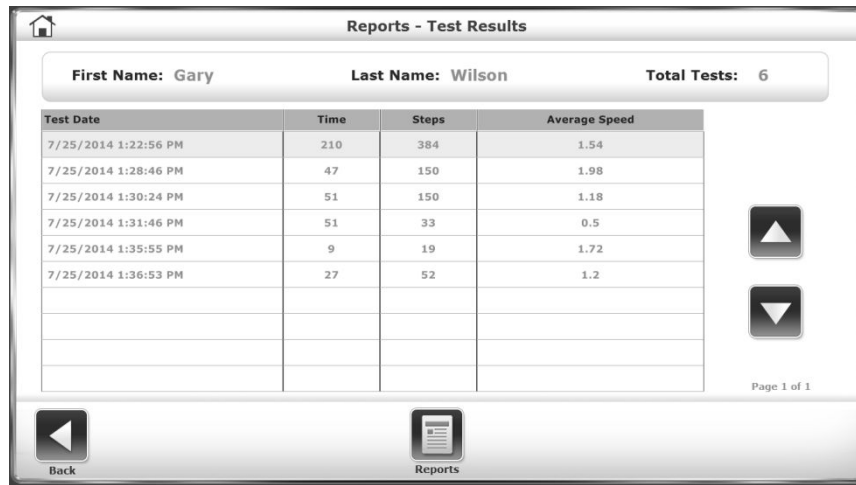 Reports - Test Results
First Name: Gary Last Name: Wilson Total Tests: 6
Test Date Time Steps Average Speed
7/25/2014 1:22:56 PM 210 384 1.54
7/25/2014 1:28:46 PM 47 150 1.98
7/25/2014 1:30:24 PM 51 150 1.18
7/25/2014 1:31:46 PM 51 33 0.5
7/25/2014 1:35:55 PM 9 19 1.72
7/25/2014 1:36:53 PM 27 52 1.2
Page 1 of 1
Back Reports